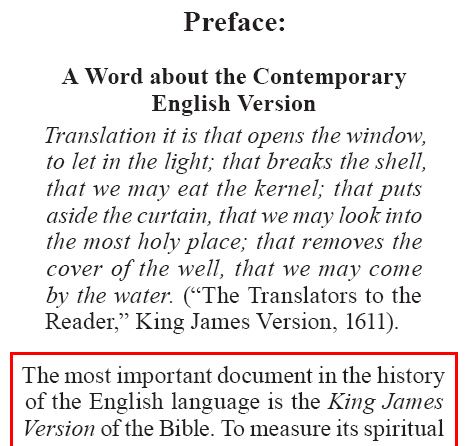 Preface:
A Word about the Contemporary
English Version
Translation it is that opens the window,
to let in the light; that breaks the shell,
that we may eat the kernel; that puts
aside the curtain, that we may look into
the most holy place; that removes the
cover of the well, that we may come
by the water. (“The Translators to the
Reader,” King James Version, 1611).
The most important document in the history
of the English language is the King James
Version of the Bible. To measure its spiritual